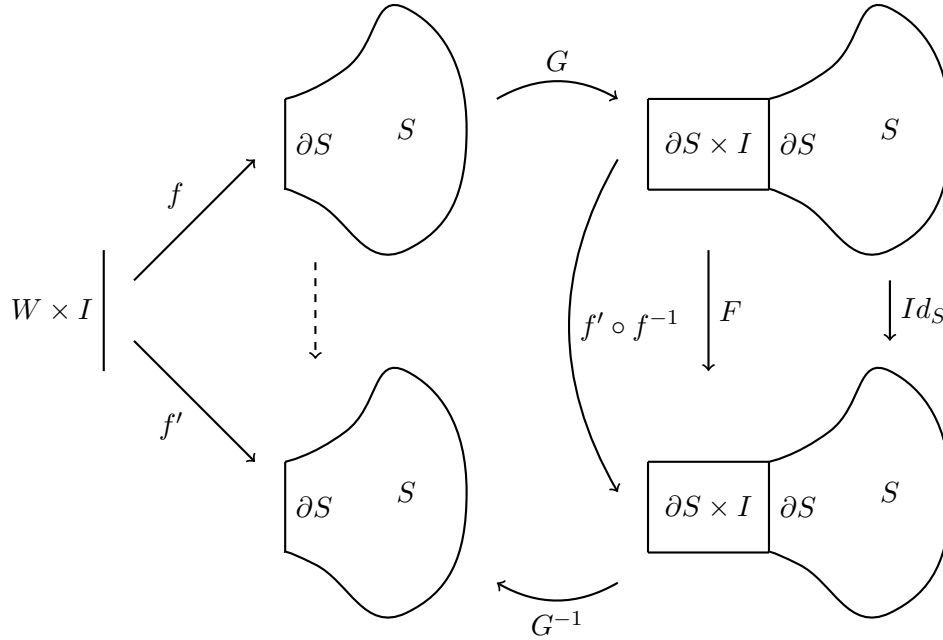 G
∂S
S
∂S × I
∂S
S
f
W × I
f′ ∘ f⁻¹
F
Id_S
f′
∂S
S
∂S × I
∂S
S
G⁻¹